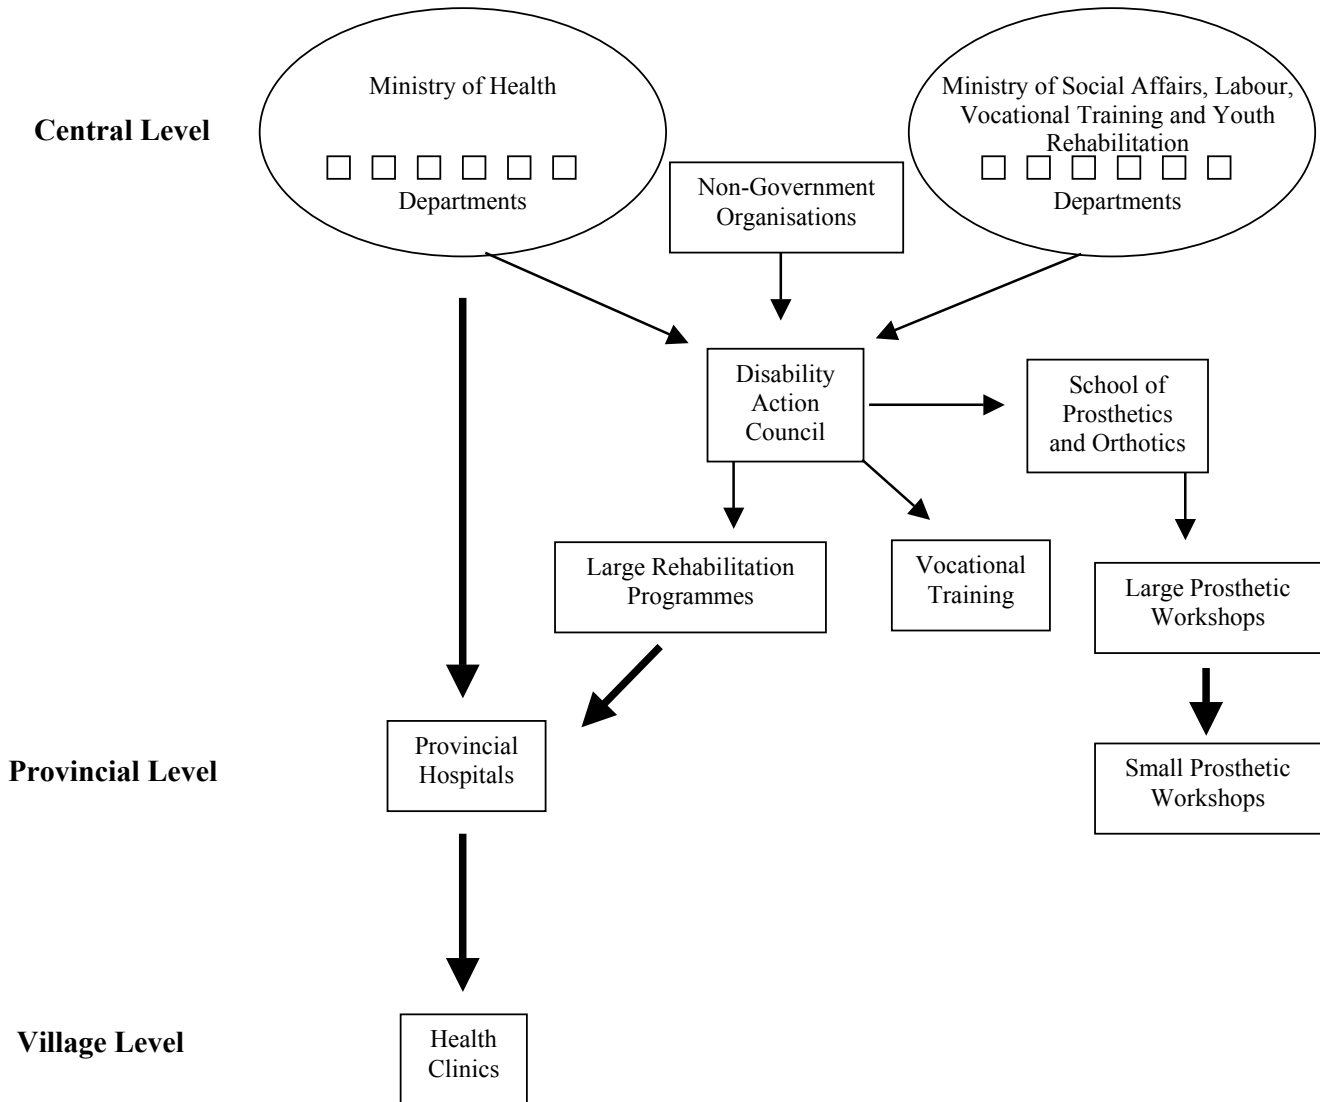 Central Level
Ministry of Health
Departments
Ministry of Social Affairs, Labour,
Vocational Training and Youth
Rehabilitation
Departments
Non-Government
Organisations
Disability
Action
Council
School of
Prosthetics
and Orthotics
Large Rehabilitation
Programmes
Vocational
Training
Large Prosthetic
Workshops
Provincial Level
Provincial
Hospitals
Small Prosthetic
Workshops
Village Level
Health
Clinics